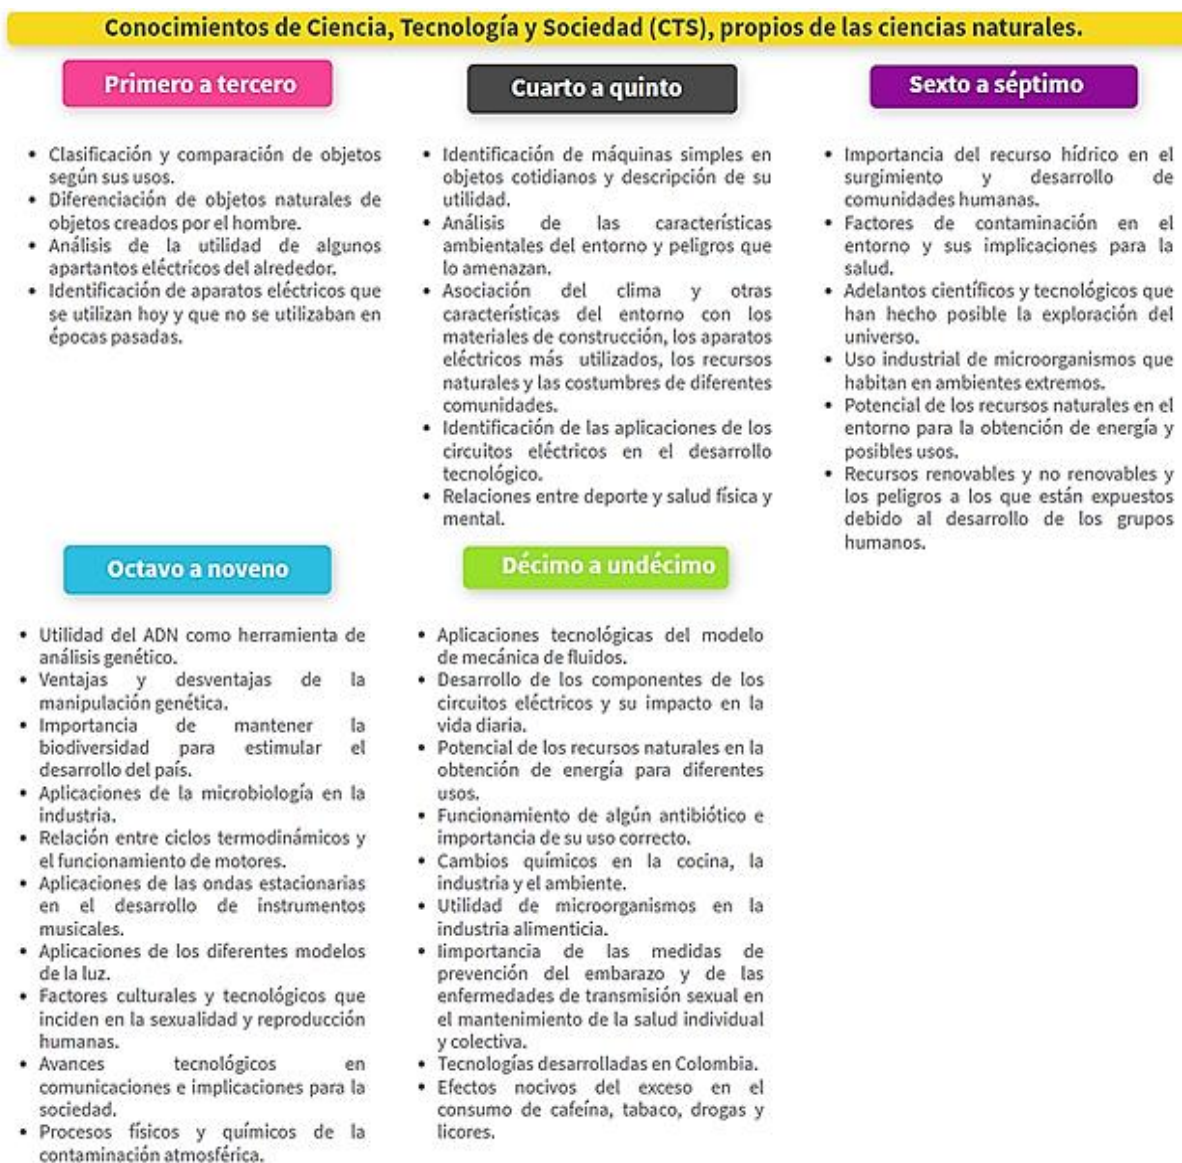 Conocimientos de Ciencia, Tecnología y Sociedad (CTS), propios de las ciencias naturales.
Primero a tercero
• Clasificación y comparación de objetos
según sus usos.
• Diferenciación de objetos naturales de
objetos creados por el hombre.
• Análisis de la utilidad de algunos
apartantos eléctricos del alrededor.
• Identificación de aparatos eléctricos que
se utilizan hoy y que no se utilizaban en
épocas pasadas.
Cuarto a quinto
• Identificación de máquinas simples en
objetos cotidianos y descripción de su
utilidad.
• Análisis de las características
ambientales del entorno y peligros que
lo amenazan.
• Asociación del clima y otras
características del entorno con los
materiales de construcción, los aparatos
eléctricos más utilizados, los recursos
naturales y las costumbres de diferentes
comunidades.
• Identificación de las aplicaciones de los
circuitos eléctricos en el desarrollo
tecnológico.
• Relaciones entre deporte y salud física y
mental.
Sexto a séptimo
• Importancia del recurso hídrico en el
surgimiento y desarrollo de
comunidades humanas.
• Factores de contaminación en el
entorno y sus implicaciones para la
salud.
• Adelantos científicos y tecnológicos que
han hecho posible la exploración del
universo.
• Uso industrial de microorganismos que
habitan en ambientes extremos.
• Potencial de los recursos naturales en el
entorno para la obtención de energía y
posibles usos.
• Recursos renovables y no renovables y
los peligros a los que están expuestos
debido al desarrollo de los grupos
humanos.
Octavo a noveno
• Utilidad del ADN como herramienta de
análisis genético.
• Ventajas y desventajas de la
manipulación genética.
• Importancia de mantener la
biodiversidad para estimular el
desarrollo del país.
• Aplicaciones de la microbiología en la
industria.
• Relación entre ciclos termodinámicos y
el funcionamiento de motores.
• Aplicaciones de las ondas estacionarias
en el desarrollo de instrumentos
musicales.
• Aplicaciones de los diferentes modelos
de la luz.
• Factores culturales y tecnológicos que
inciden en la sexualidad y reproducción
humanas.
• Avances tecnológicos en
comunicaciones e implicaciones para la
sociedad.
• Procesos físicos y químicos de la
contaminación atmosférica.
Décimo a undécimo
• Aplicaciones tecnológicas del modelo
de mecánica de fluidos.
• Desarrollo de los componentes de los
circuitos eléctricos y su impacto en la
vida diaria.
• Potencial de los recursos naturales en la
obtención de energía para diferentes
usos.
• Funcionamiento de algún antibiótico e
importancia de su uso correcto.
• Cambios químicos en la cocina, la
industria y el ambiente.
• Utilidad de microorganismos en la
industria alimenticia.
• Iimportancia de las medidas de
prevención del embarazo y de las
enfermedades de transmisión sexual en
el mantenimiento de la salud individual
y colectiva.
• Tecnologías desarrolladas en Colombia.
• Efectos nocivos del exceso en el
consumo de cafeína, tabaco, drogas y
licores.